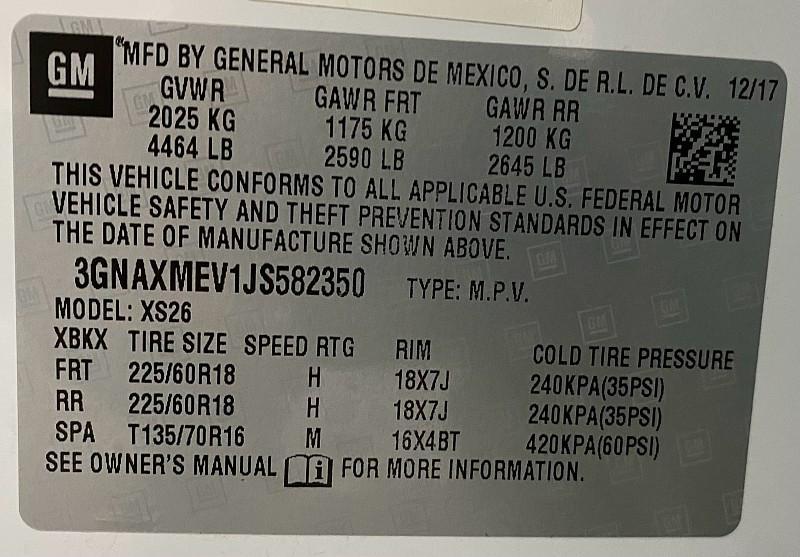 GM ® MFD BY GENERAL MOTORS DE MEXICO, S. DE R.L. DE C.V. 12/17
GVWR GAWR FRT GAWR RR
2025 KG 1175 KG 1200 KG
4464 LB 2590 LB 2645 LB
THIS VEHICLE CONFORMS TO ALL APPLICABLE U.S. FEDERAL MOTOR
VEHICLE SAFETY AND THEFT PREVENTION STANDARDS IN EFFECT ON
THE DATE OF MANUFACTURE SHOWN ABOVE.
3GNAXMEV1JS582350 TYPE: M.P.V.
MODEL: XS26
XBKX TIRE SIZE SPEED RTG RIM COLD TIRE PRESSURE
FRT 225/60R18 H 18X7J 240KPA(35PSI)
RR 225/60R18 H 18X7J 240KPA(35PSI)
SPA T135/70R16 M 16X4BT 420KPA(60PSI)
SEE OWNER'S MANUAL i FOR MORE INFORMATION.